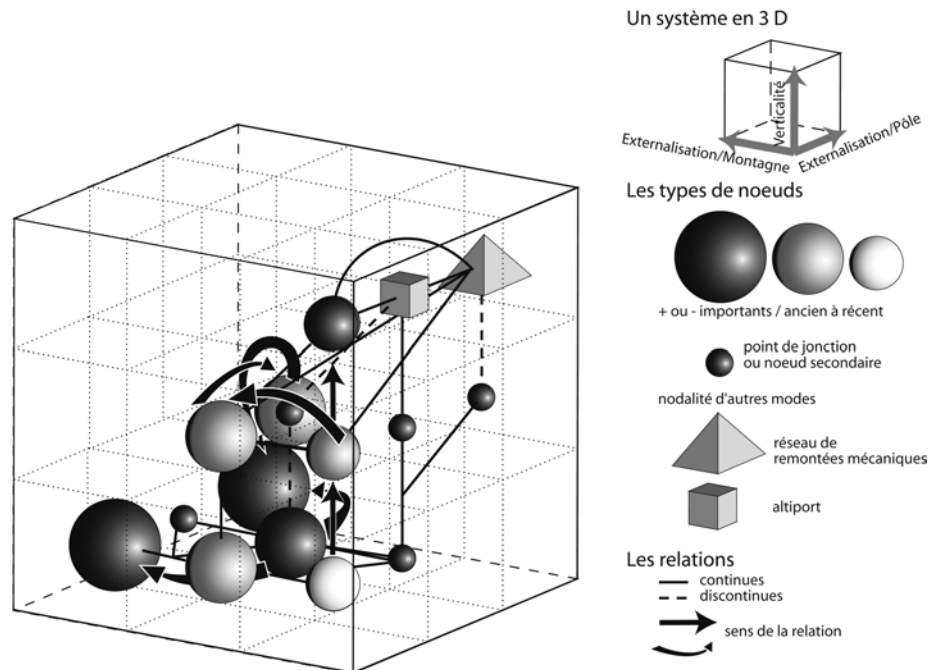 Un système en 3 D
Verticalité
Externalisation/Montagne
Externalisation/Pôle
Les types de noeuds
+ ou - importants / ancien à récent
point de jonction
ou noeud secondaire
nodalité d'autres modes
réseau de
remontées mécaniques
altiport
Les relations
continues
discontinues
sens de la relation